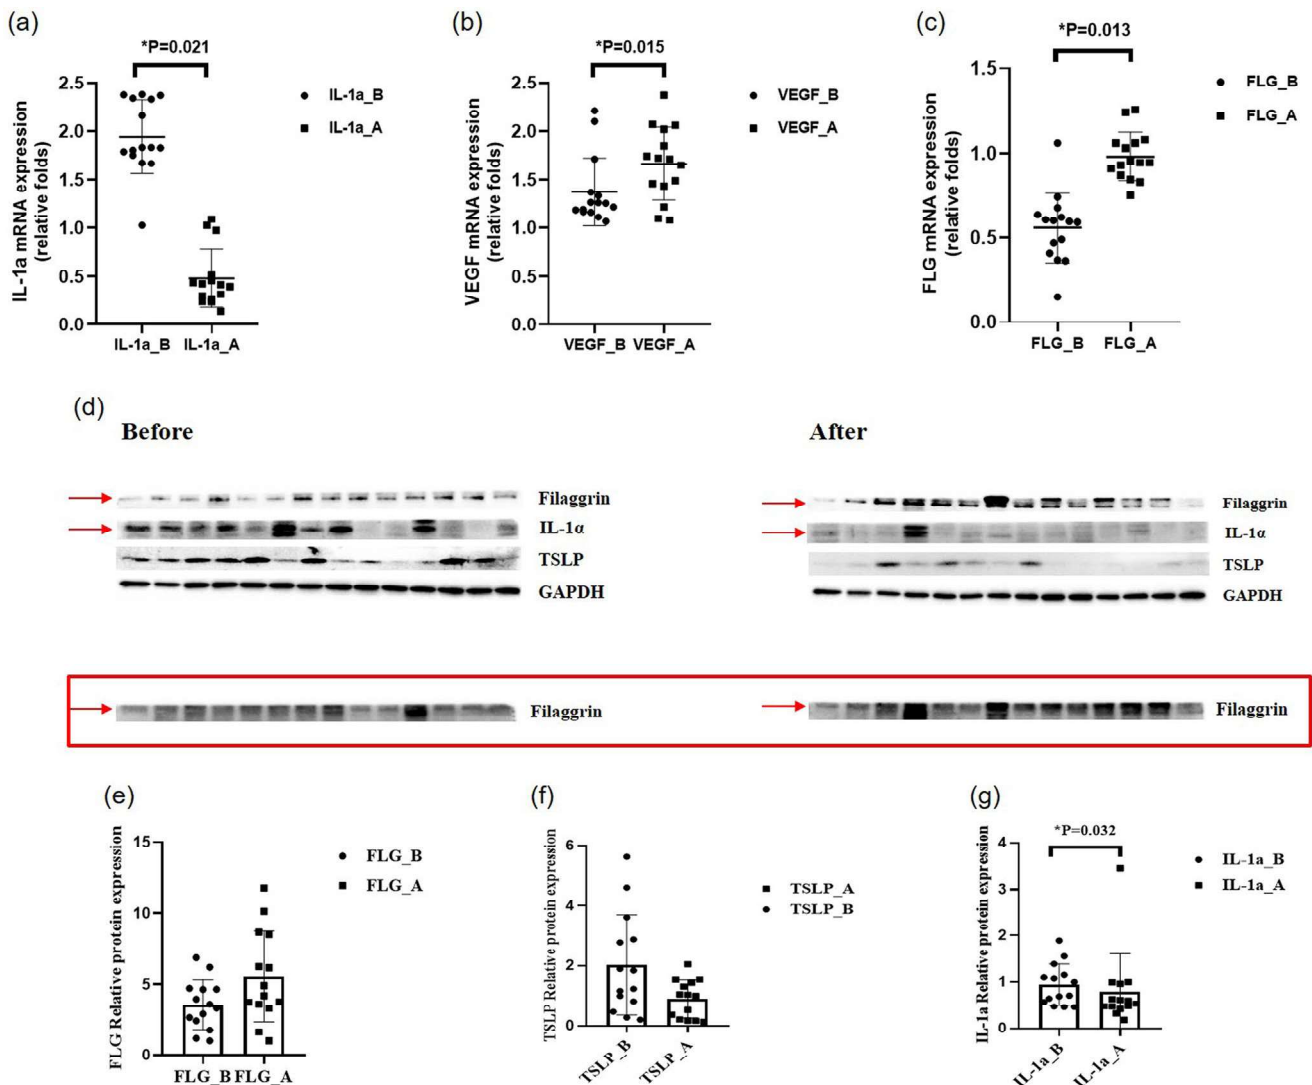 (a)
*P=0.021
IL-1a mRNA expression
(relative folds)
2.5
2.0
1.5
1.0
0.5
0.0
IL-1a_B IL-1a_A
IL-1a_B
IL-1a_A
(b)
*P=0.015
VEGF mRNA expression
(relative folds)
2.5
2.0
1.5
1.0
0.5
0.0
VEGF_B VEGF_A
VEGF_B
VEGF_A
(c)
*P=0.013
FLG mRNA expression
(relative folds)
1.5
1.0
0.5
0.0
FLG_B FLG_A
FLG_B
FLG_A
(d)
Before
Filaggrin
IL-1α
TSLP
GAPDH
After
Filaggrin
IL-1α
TSLP
GAPDH
Filaggrin
Filaggrin
(e)
FLG Relative protein expression
15
10
5
0
FLG_B FLG_A
FLG_B
FLG_A
(f)
TSLP Relative protein expression
6
4
2
0
TSLP_B TSLP_A
TSLP_A
TSLP_B
(g)
*P=0.032
IL-1a Relative protein expression
4
3
2
1
0
IL-1a_B IL-1a_A
IL-1a_B
IL-1a_A